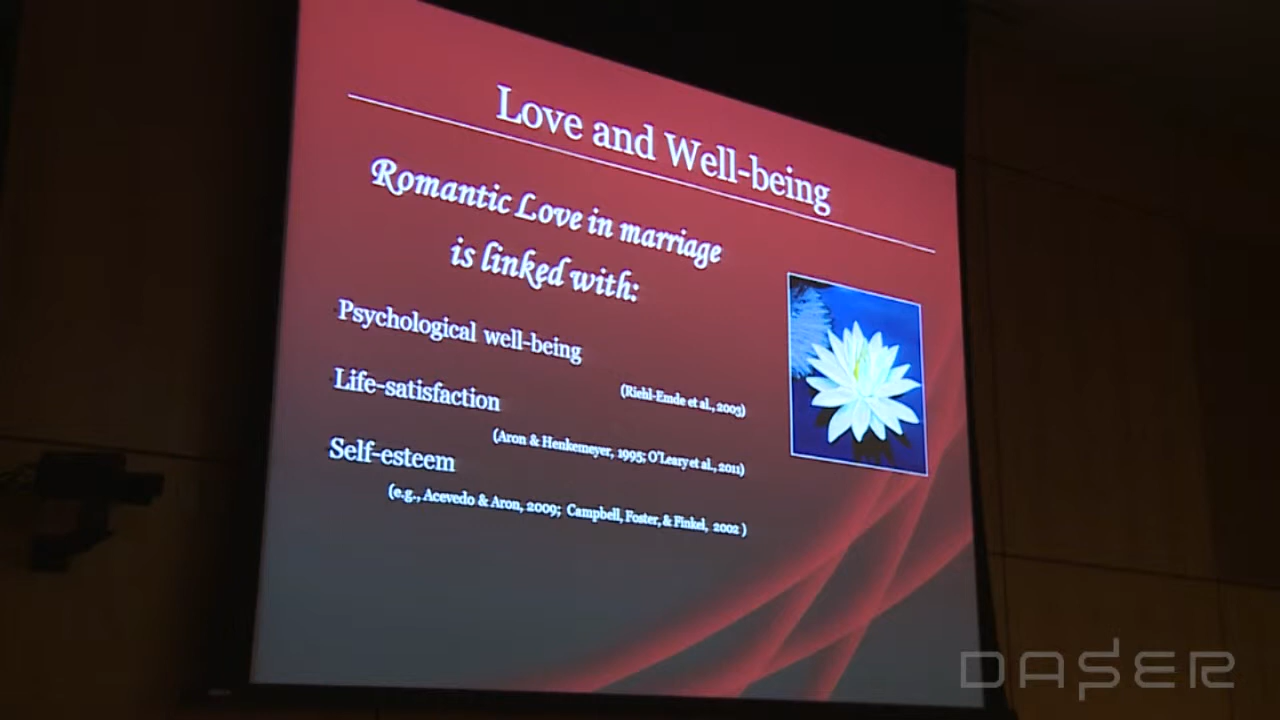 Love and Well-being
Romantic Love in marriage
is linked with:
Psychological well-being
(Riehl-Emde et al., 2003)
Life-satisfaction
(Aron & Henkemeyer, 1995; O'Leary et al., 2011)
Self-esteem
(e.g., Acevedo & Aron, 2009; Campbell, Foster, & Finkel, 2002 )
DASER